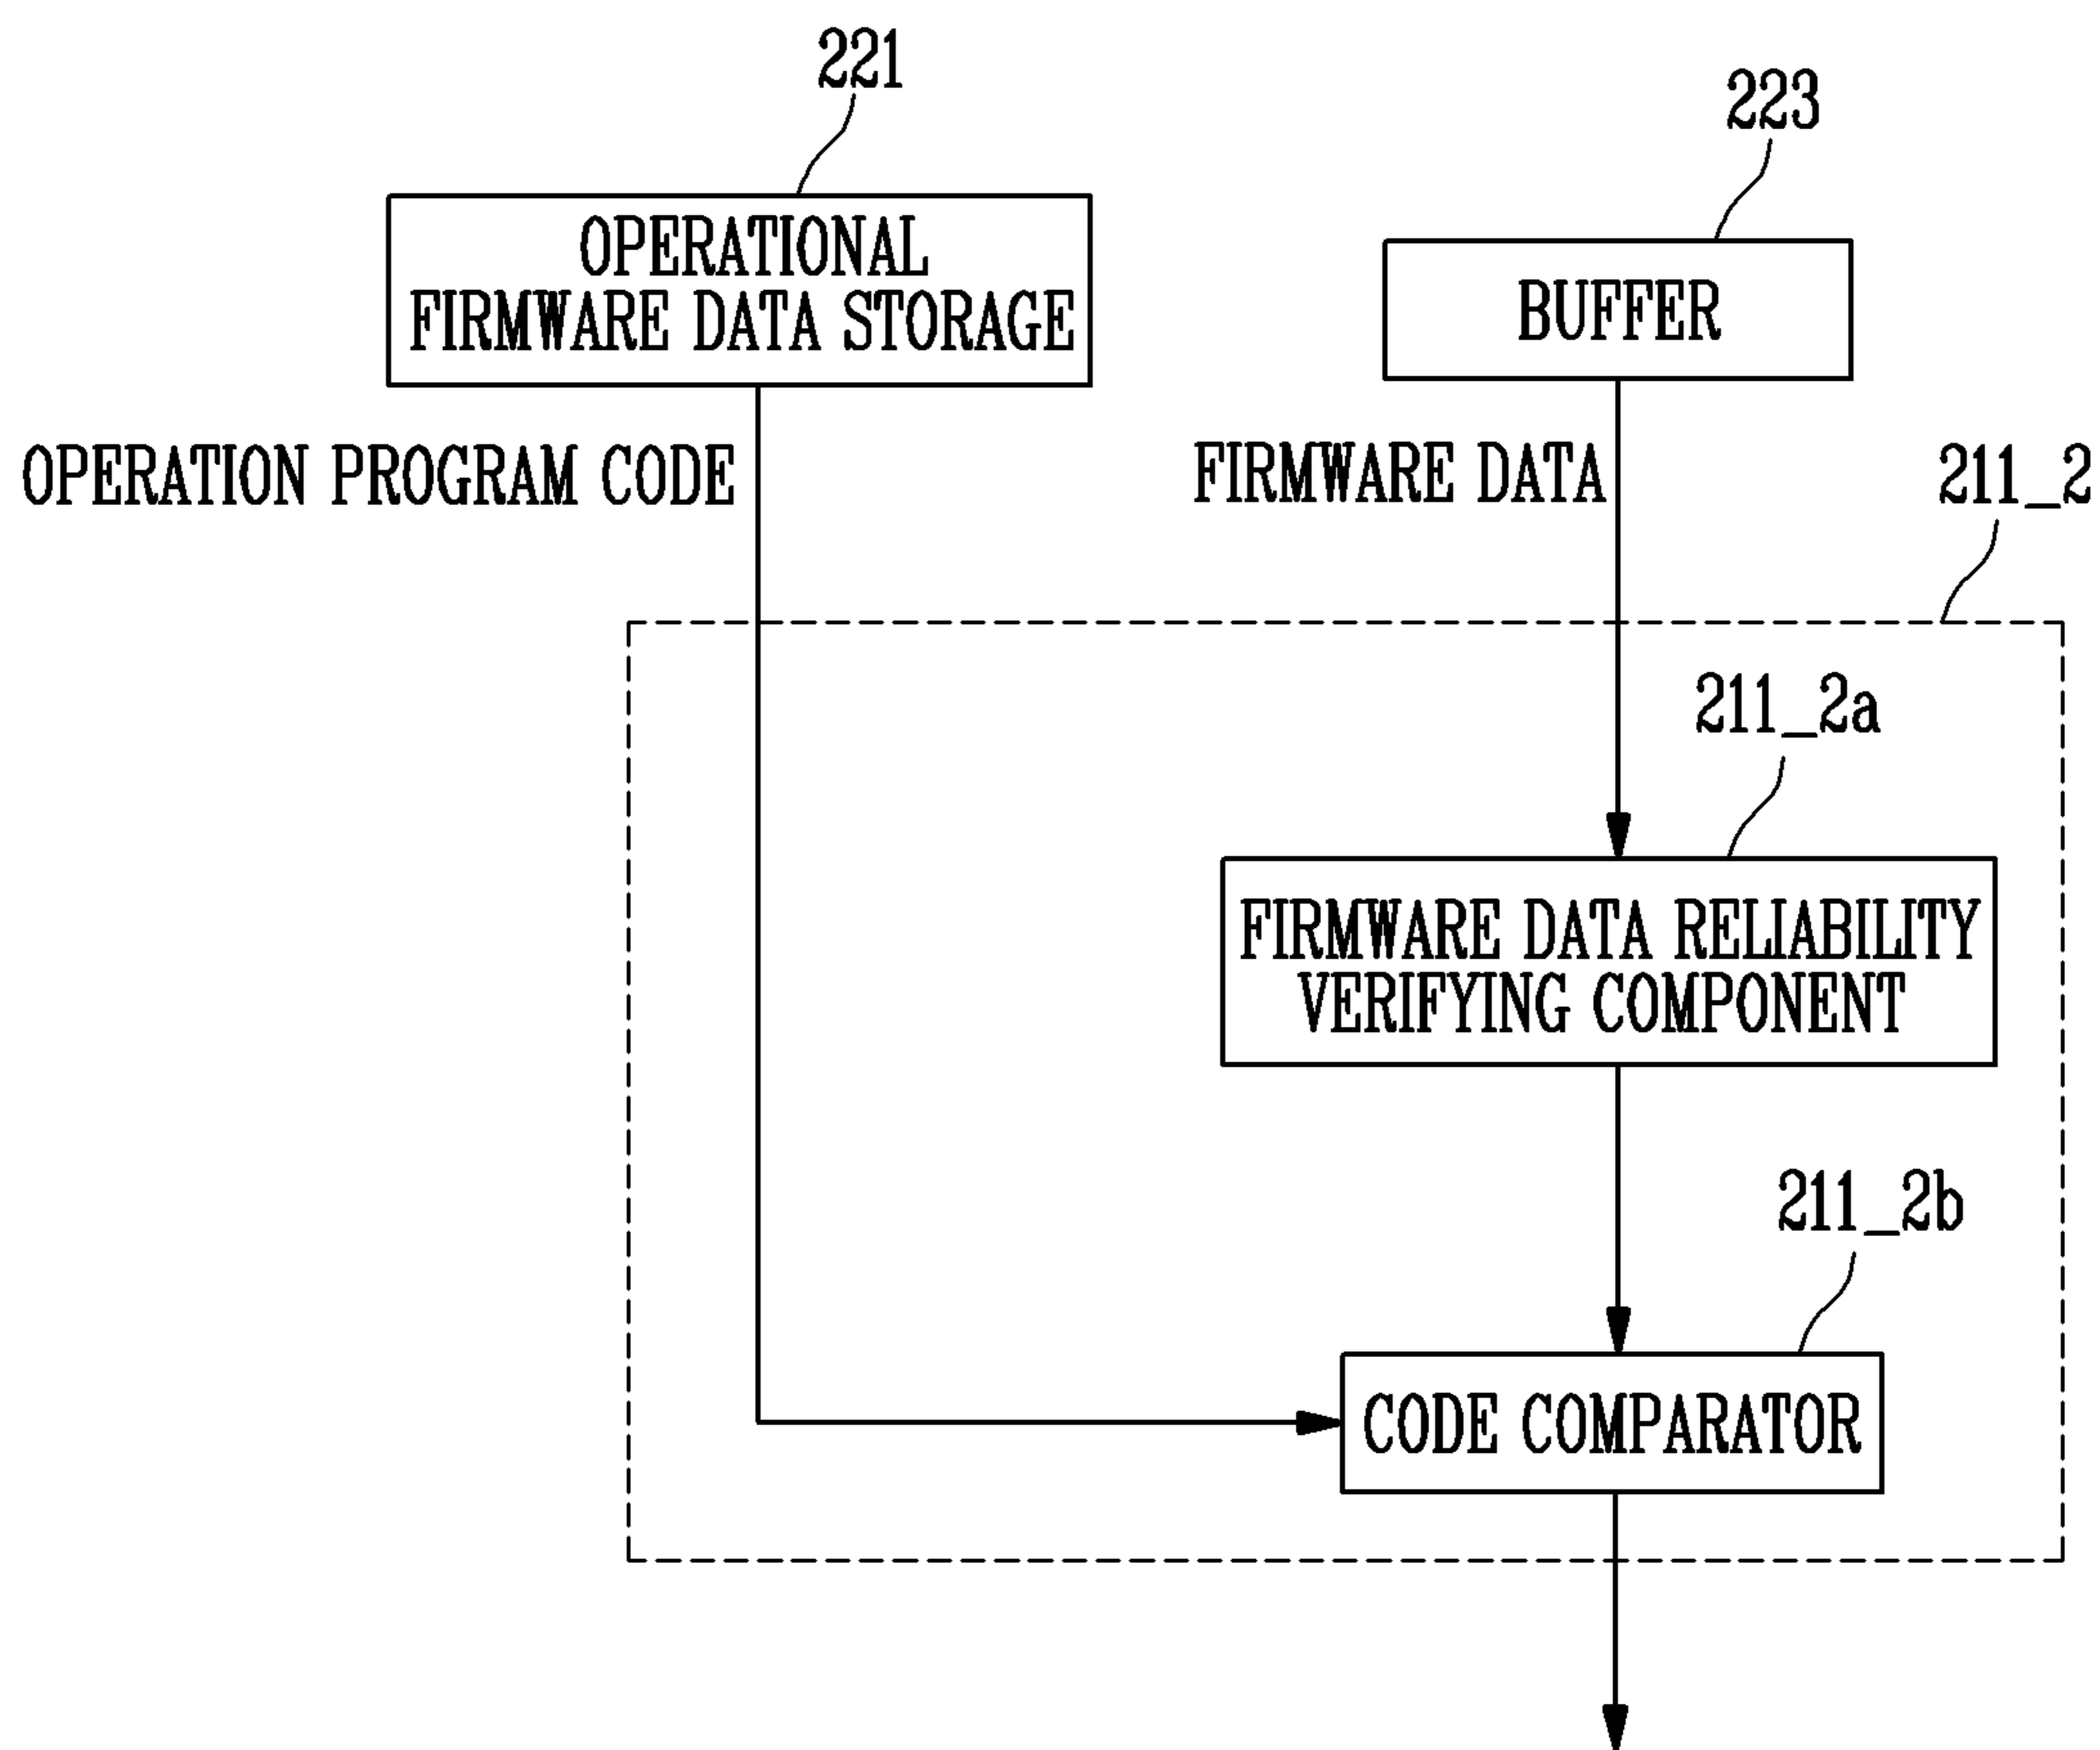 221
223
OPERATIONAL
FIRMWARE DATA STORAGE
BUFFER
OPERATION PROGRAM CODE
FIRMWARE DATA
211_2
211_2a
FIRMWARE DATA RELIABILITY
VERIFYING COMPONENT
211_2b
CODE COMPARATOR